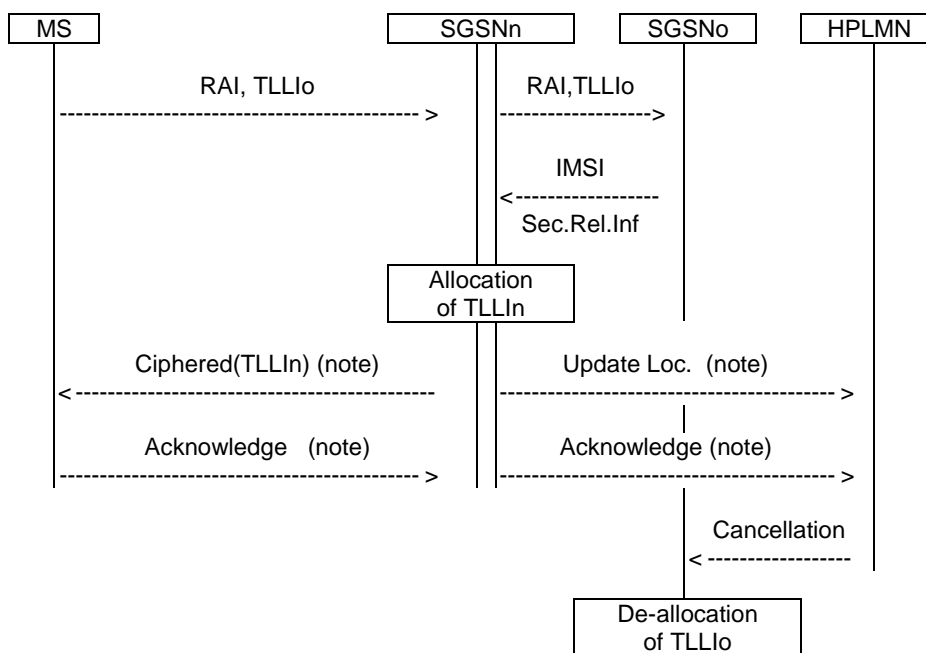 MS SGSNn SGSNo HPLMN
RAI, TLLIo RAI,TLLIo
IMSI
Sec.Rel.Inf
Allocation
of TLLIn
Ciphered(TLLIn) (note) Update Loc. (note)
Acknowledge (note) Acknowledge (note)
Cancellation
De-allocation
of TLLIo